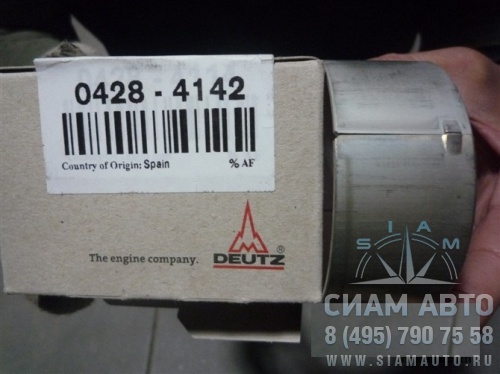 0428 - 4142
Country of Origin: Spain % AF
The engine company. DEUTZ ®
SIAM
СИАМ АВТО
8 (495) 790 75 58
WWW.SIAMAUTO.RU